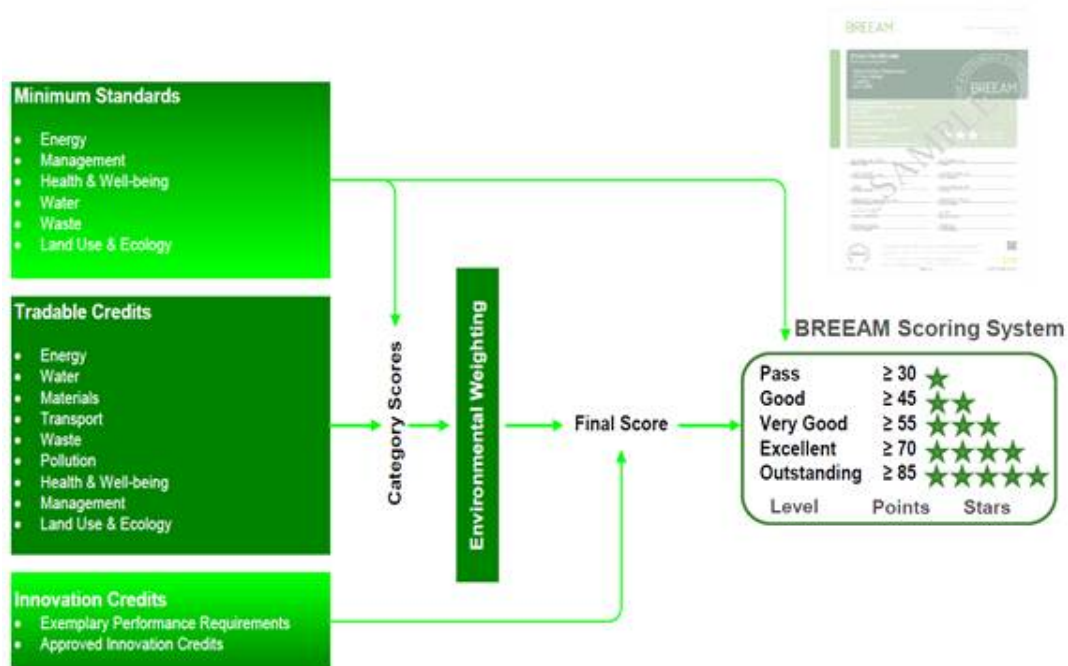 BREEAM
BREEAM
SAMPLE
Minimum Standards
• Energy
• Management
• Health & Well-being
• Water
• Waste
• Land Use & Ecology
Tradable Credits
• Energy
• Water
• Materials
• Transport
• Waste
• Pollution
• Health & Well-being
• Management
• Land Use & Ecology
Innovation Credits
• Exemplary Performance Requirements
• Approved Innovation Credits
Category Scores
Environmental Weighting
Final Score
BREEAM Scoring System
Pass ≥ 30
Good ≥ 45
Very Good ≥ 55
Excellent ≥ 70
Outstanding ≥ 85
Level Points Stars